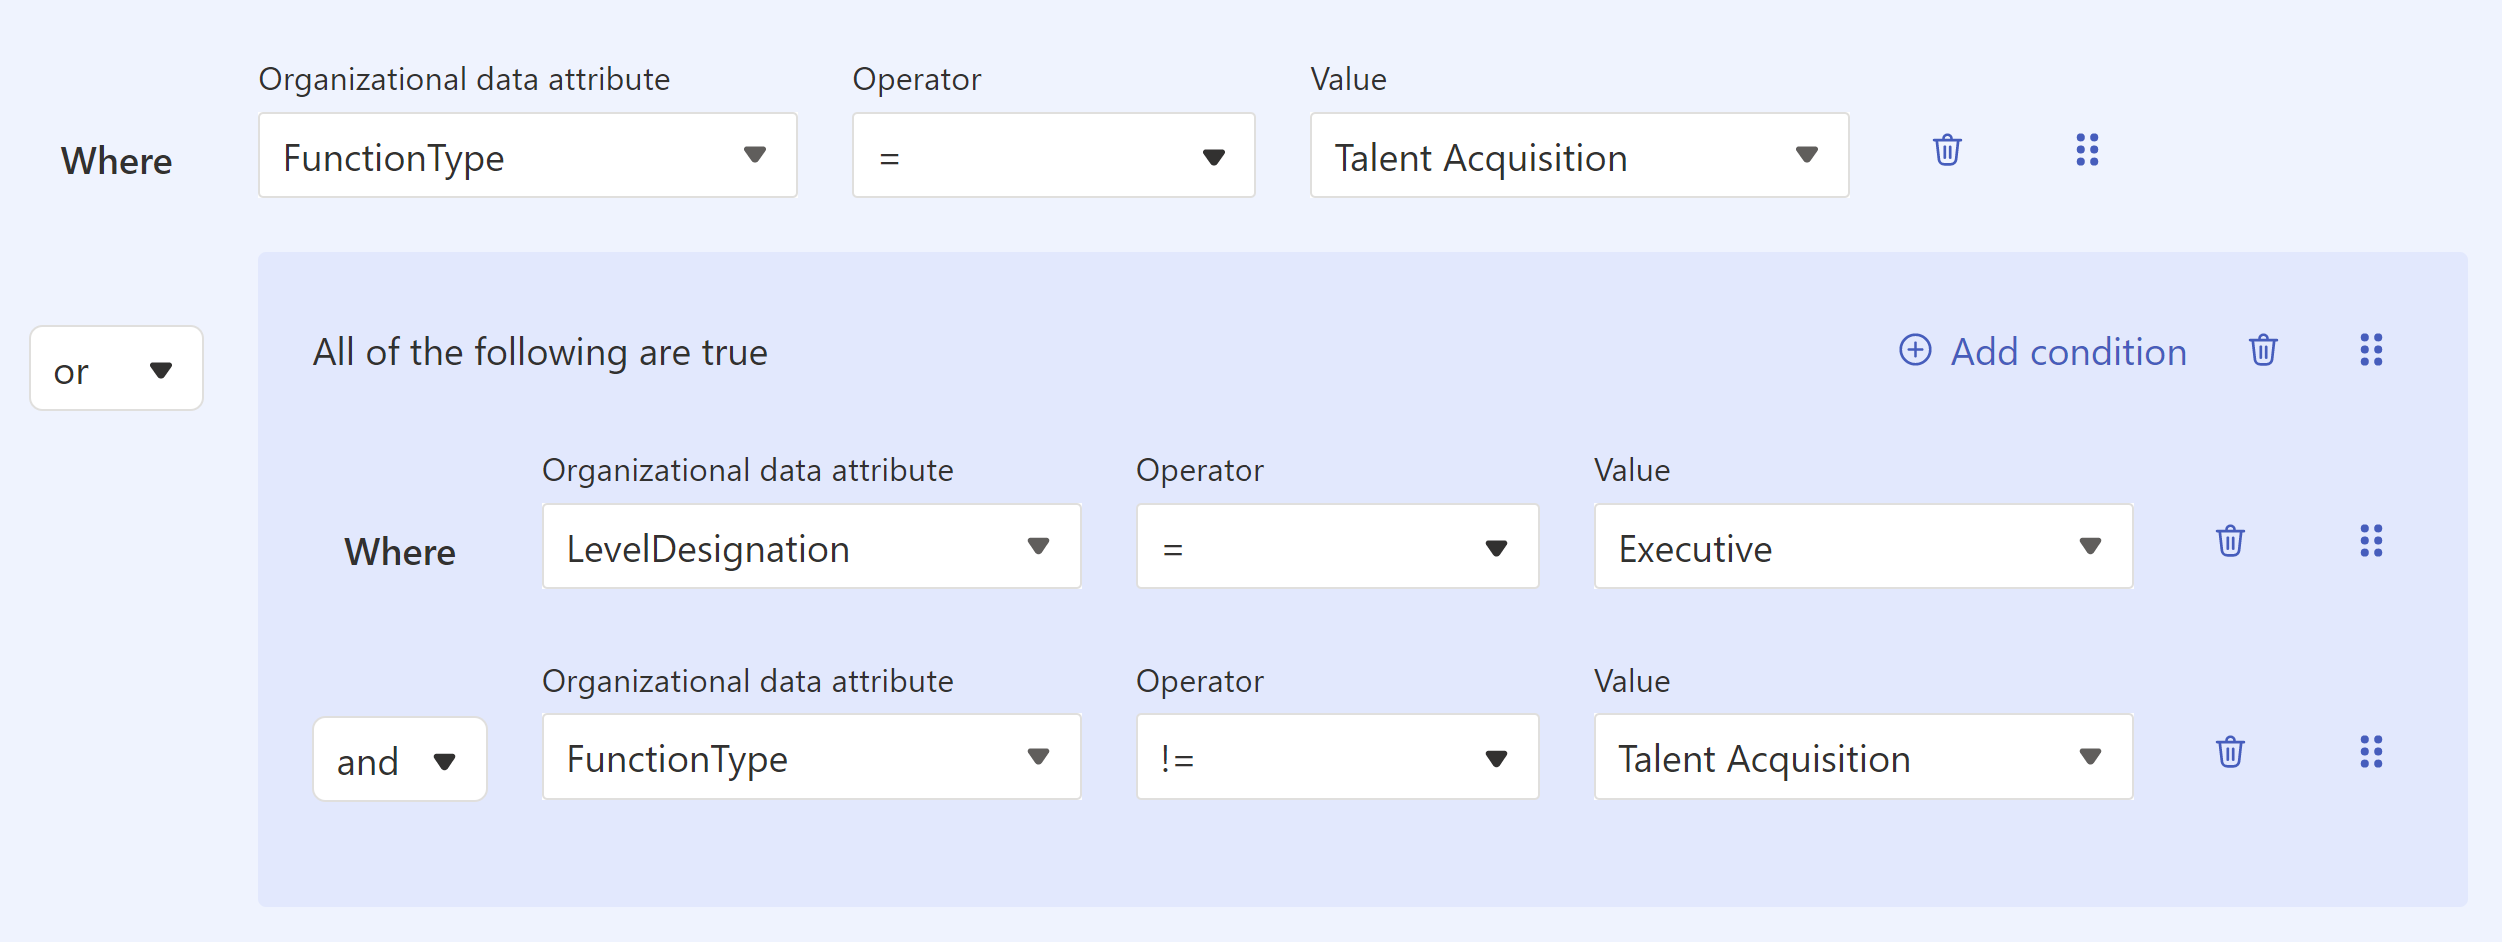 Organizational data attribute Operator Value
Where FunctionType = Talent Acquisition
or All of the following are true Add condition
Organizational data attribute Operator Value
Where LevelDesignation = Executive
Organizational data attribute Operator Value
and FunctionType != Talent Acquisition